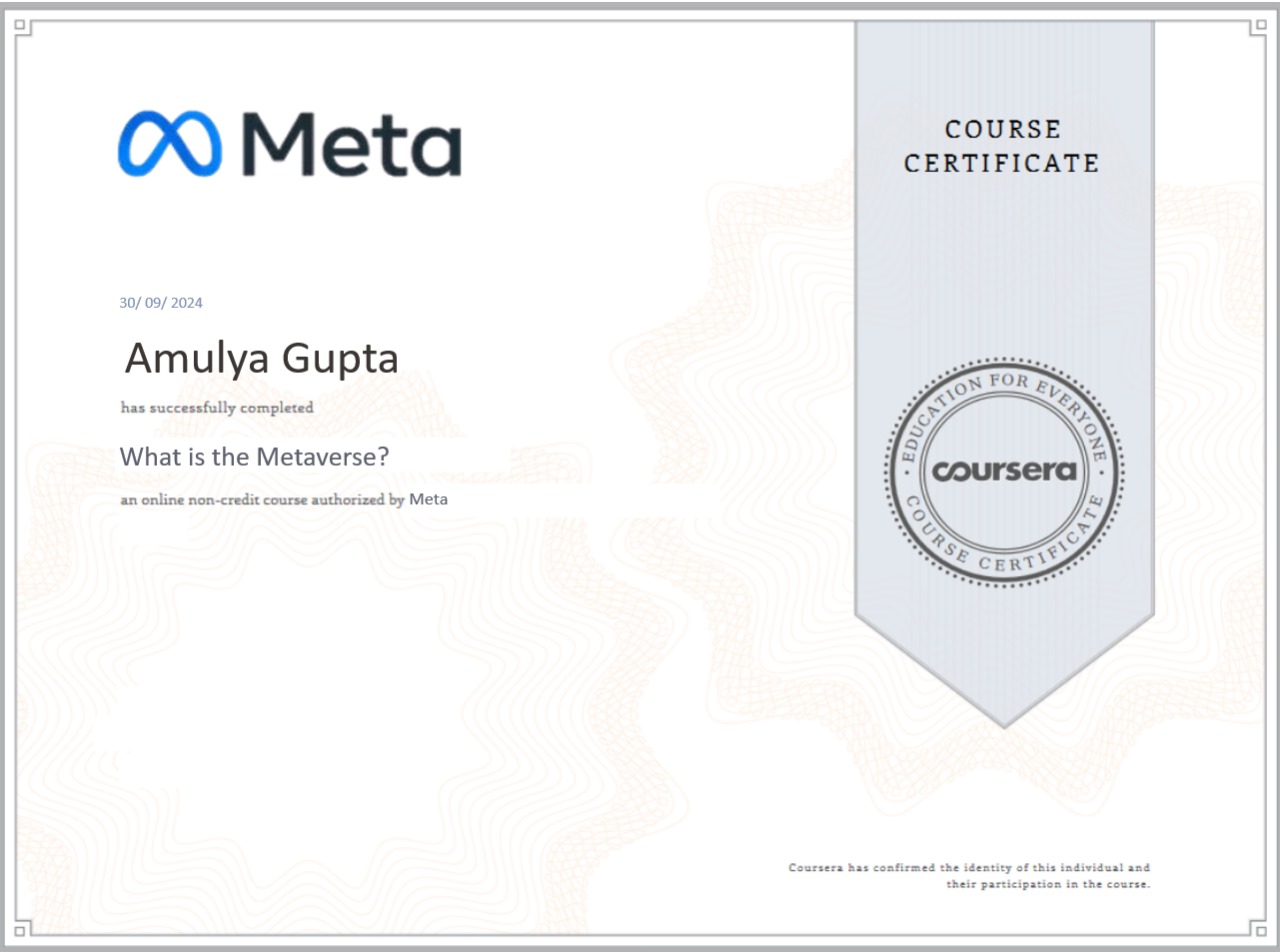 Meta
COURSE
CERTIFICATE
30/ 09/ 2024
Amulya Gupta
has successfully completed
What is the Metaverse?
an online non-credit course authorized by Meta
EDUCATION FOR EVERYONE
coursera
COURSE CERTIFICATE
Coursera has confirmed the identity of this individual and
their participation in the course.